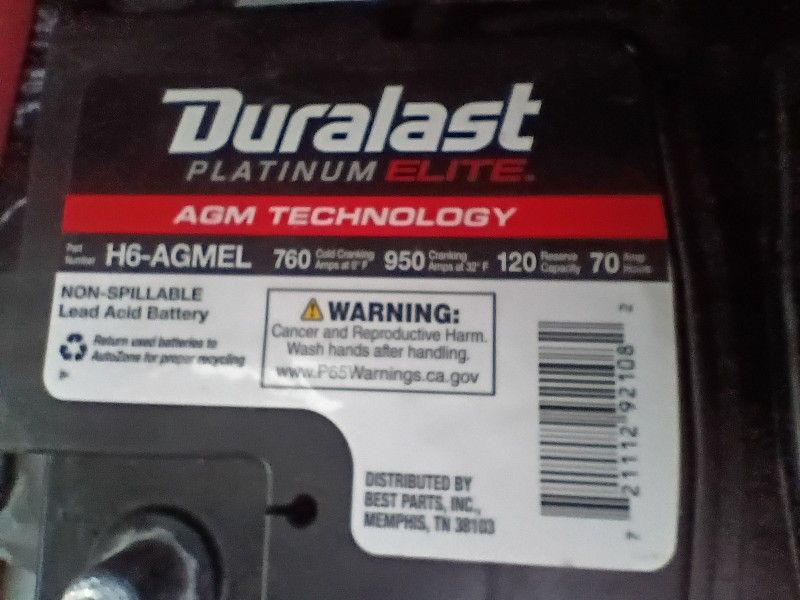 Duralast
PLATINUM ELITE
AGM TECHNOLOGY
Part Number H6-AGMEL 760 Cold Cranking Amps at 0° F 950 Cranking Amps at 32° F 120 Reserve Capacity 70 Amp Hours
NON-SPILLABLE
Lead Acid Battery
Return used batteries to
AutoZone for proper recycling
WARNING:
Cancer and Reproductive Harm.
Wash hands after handling.
www.P65Warnings.ca.gov
DISTRIBUTED BY
BEST PARTS, INC.,
MEMPHIS, TN 38103
7 21112 92108 2